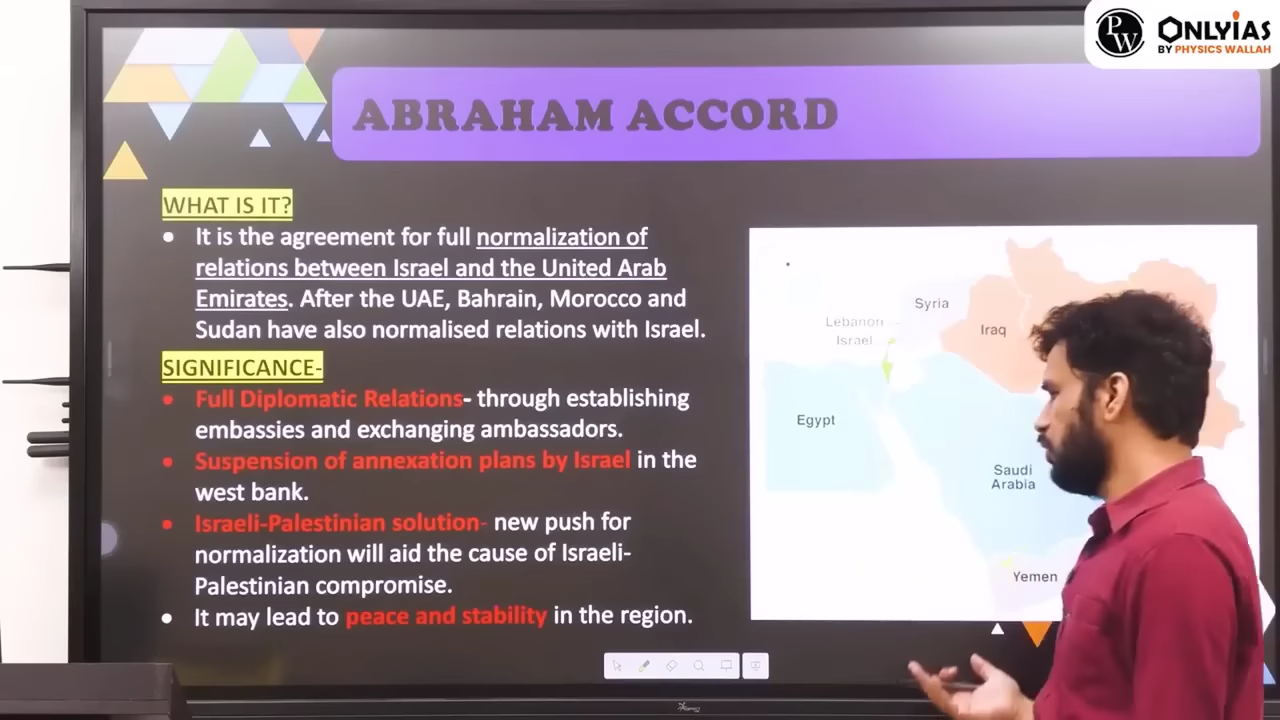 PW
ONLYIAS
BY PHYSICS WALLAH
ABRAHAM ACCORD
WHAT IS IT?
• It is the agreement for full normalization of
relations between Israel and the United Arab
Emirates. After the UAE, Bahrain, Morocco and
Sudan have also normalised relations with Israel.
SIGNIFICANCE-
• Full Diplomatic Relations- through establishing
embassies and exchanging ambassadors.
• Suspension of annexation plans by Israel in the
west bank.
• Israeli-Palestinian solution- new push for
normalization will aid the cause of Israeli-
Palestinian compromise.
• It may lead to peace and stability in the region.
Syria
Lebanon
Israel
Iraq
Egypt
Saudi
Arabia
Yemen